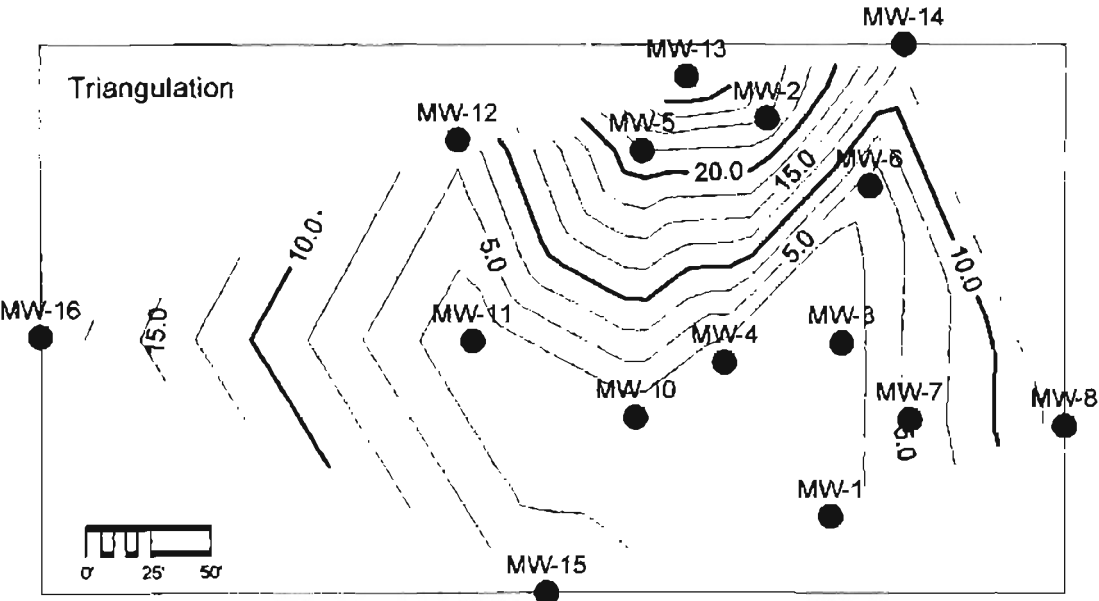 MW-14
MW-13
Triangulation
MW-2
MW-12
MW-5
20.0
15.0
MW-6
10.0
5.0
5.0
10.0
MW-16
15.0
MW-11
MW-3
MW-4
MW-10
MW-7
MW-8
5.0
MW-1
0' 25' 50'
MW-15